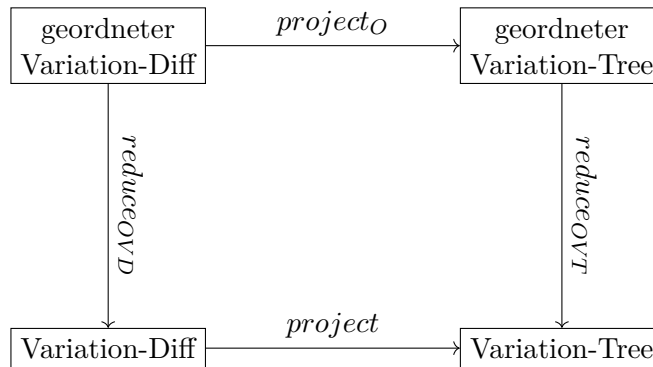 geordneter
Variation-Diff
project_O
geordneter
Variation-Tree
reduce_OVD
reduce_OVT
Variation-Diff
project
Variation-Tree